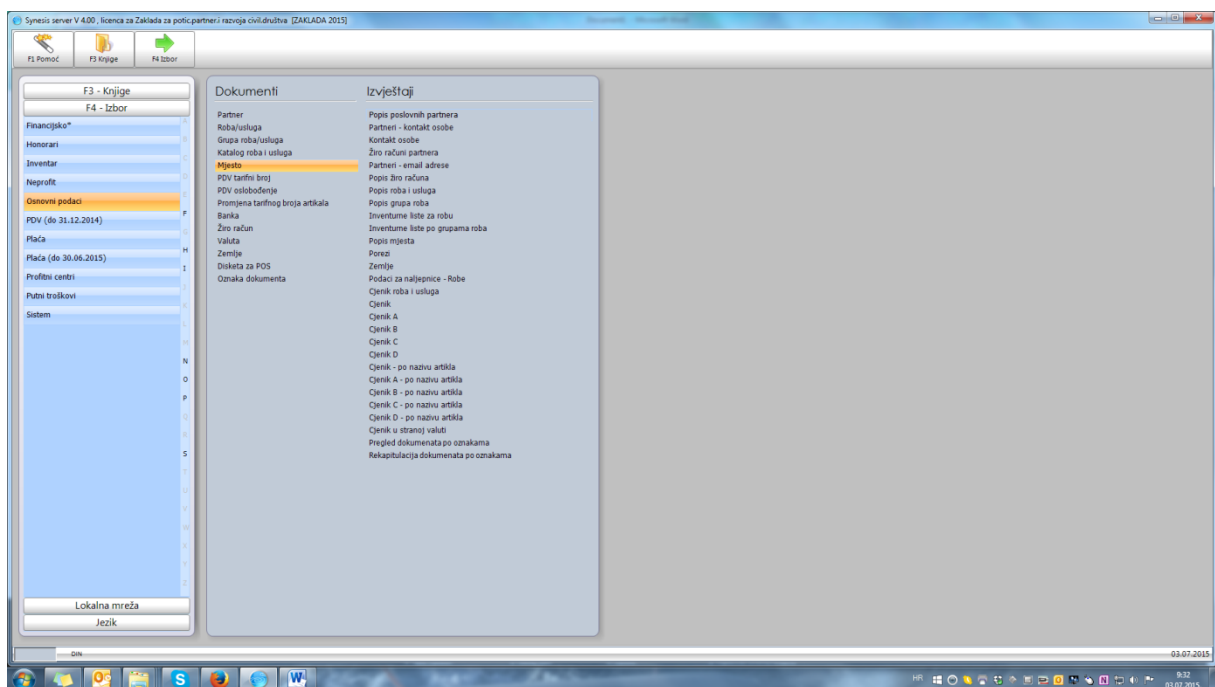 Synesis server V 4.00 , licenca za Zaklada za potic.partner.i razvoja civil.društva [ZAKLADA 2015]
F1 Pomoć
F3 Knjige
F4 Izbor
F3 - Knjige
F4 - Izbor
Financijsko*
Honorari
Inventar
Neprofit
Osnovni podaci
PDV (do 31.12.2014)
Plaća
Plaća (do 30.06.2015)
Profitni centri
Putni troškovi
Sistem
F
H
I
N
O
P
S
Lokalna mreža
Jezik
Dokumenti
Partner
Roba/usluga
Grupa roba/usluga
Katalog roba i usluga
Mjesto
PDV tarifni broj
PDV oslobođenje
Promjena tarifnog broja artikala
Banka
Žiro račun
Valuta
Zemlje
Disketa za POS
Oznaka dokumenta
Izvještaji
Popis poslovnih partnera
Partneri - kontakt osobe
Kontakt osobe
Žiro računi partnera
Partneri - email adrese
Popis žiro računa
Popis roba i usluga
Popis grupa roba
Inventurne liste za robu
Inventurne liste po grupama roba
Popis mjesta
Porezi
Zemlje
Podaci za naljepnice - Robe
Cjenik roba i usluga
Cjenik
Cjenik A
Cjenik B
Cjenik C
Cjenik D
Cjenik - po nazivu artikla
Cjenik A - po nazivu artikla
Cjenik B - po nazivu artikla
Cjenik C - po nazivu artikla
Cjenik D - po nazivu artikla
Cjenik u stranoj valuti
Pregled dokumenata po oznakama
Rekapitulacija dokumenata po oznakama
DIN
03.07.2015
HR
9:32
03.07.2015